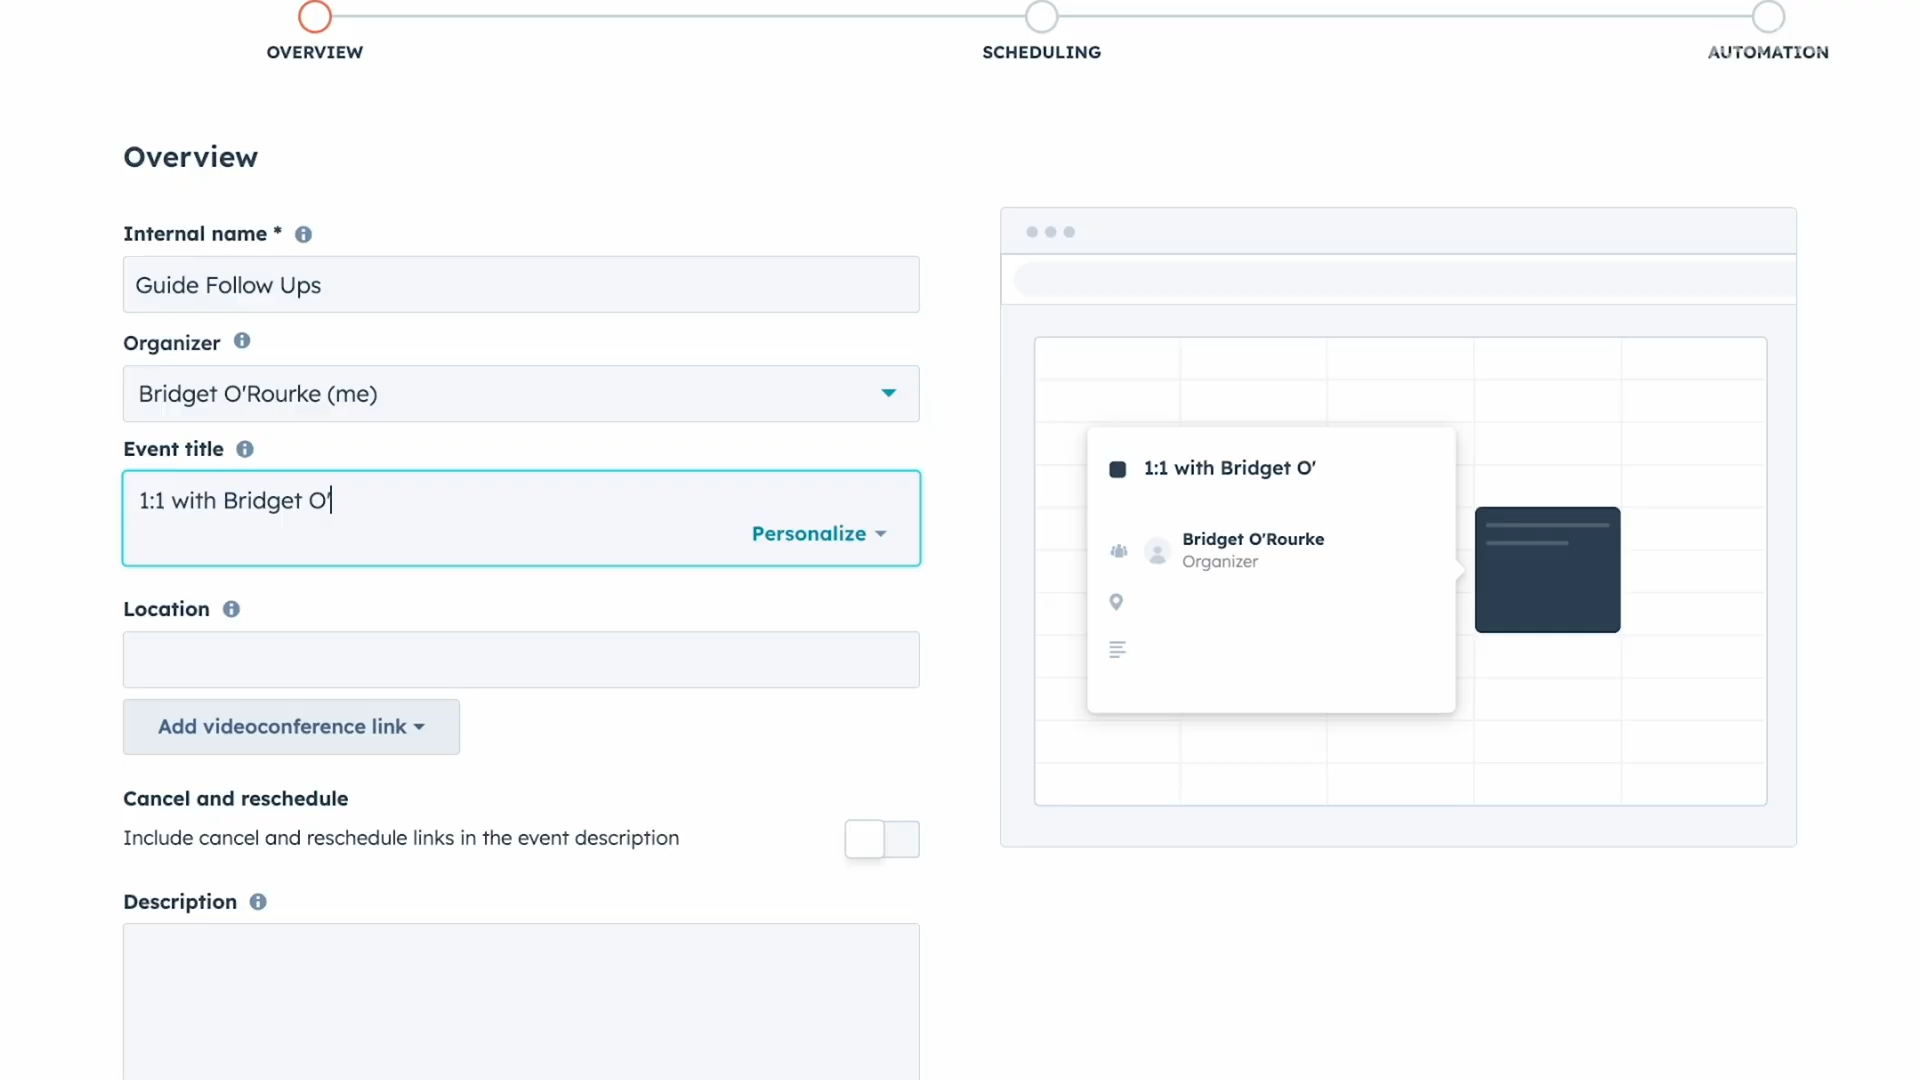 OVERVIEW
SCHEDULING
AUTOMATION
Overview
Internal name *
Guide Follow Ups
Organizer
Bridget O'Rourke (me)
Event title
1:1 with Bridget O'
Personalize
Location
Add videoconference link
Cancel and reschedule
Include cancel and reschedule links in the event description
Description
1:1 with Bridget O'
Bridget O'Rourke
Organizer